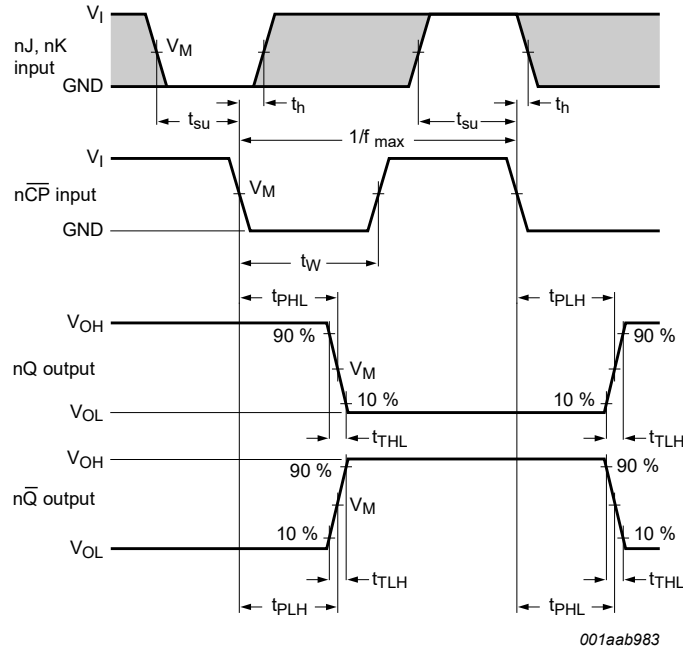 V_I
nJ, nK
input
V_M
GND
t_su
t_h
t_su
t_h
1/f_max
V_I
nC̅P̅ input
V_M
GND
t_W
t_PHL
t_PLH
V_OH
90 %
90 %
nQ output
V_M
10 %
10 %
V_OL
t_THL
t_TLH
V_OH
90 %
90 %
nQ̅ output
V_M
10 %
10 %
V_OL
t_TLH
t_THL
t_PLH
t_PHL
001aab983